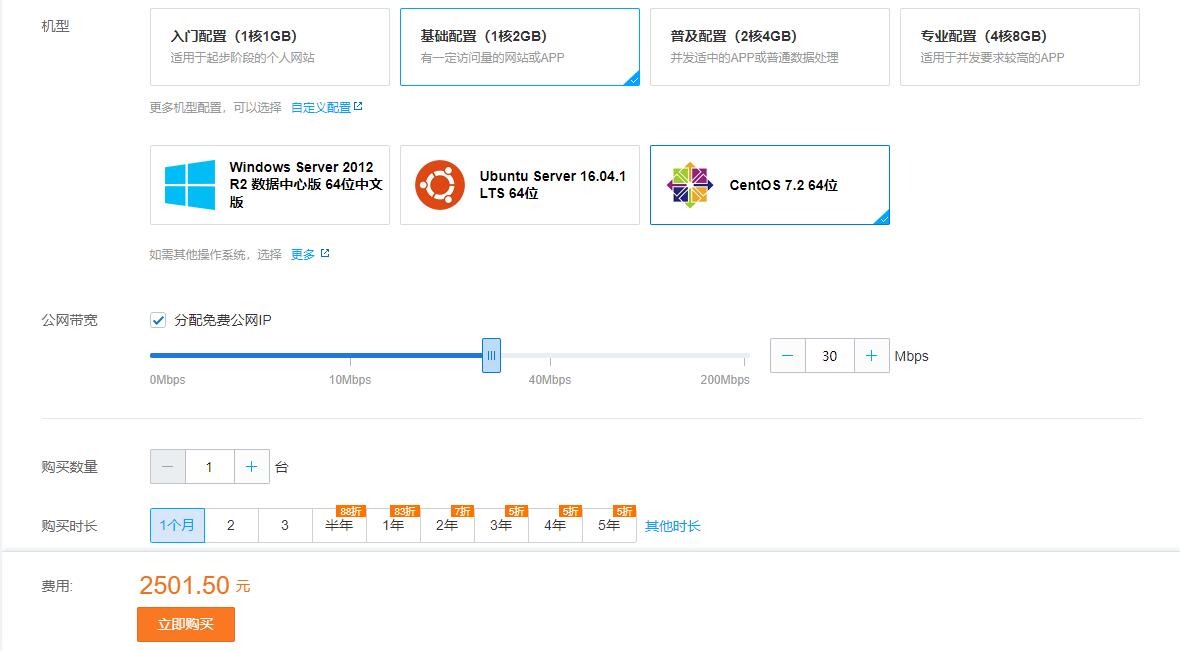 机型
入门配置（1核1GB）
适用于起步阶段的个人网站
基础配置（1核2GB）
有一定访问量的网站或APP
普及配置（2核4GB）
并发适中的APP或普通数据处理
专业配置（4核8GB）
适用于并发要求较高的APP
更多机型配置，可以选择 自定义配置
Windows Server 2012
R2 数据中心版 64位中文
版
Ubuntu Server 16.04.1
LTS 64位
CentOS 7.2 64位
如需其他操作系统，选择 更多
公网带宽
分配免费公网IP
30 Mbps
0Mbps 10Mbps 40Mbps 200Mbps
购买数量
1 台
购买时长
88折 83折 7折 5折 5折 5折
1个月 2 3 半年 1年 2年 3年 4年 5年 其他时长
费用:
2501.50 元
立即购买